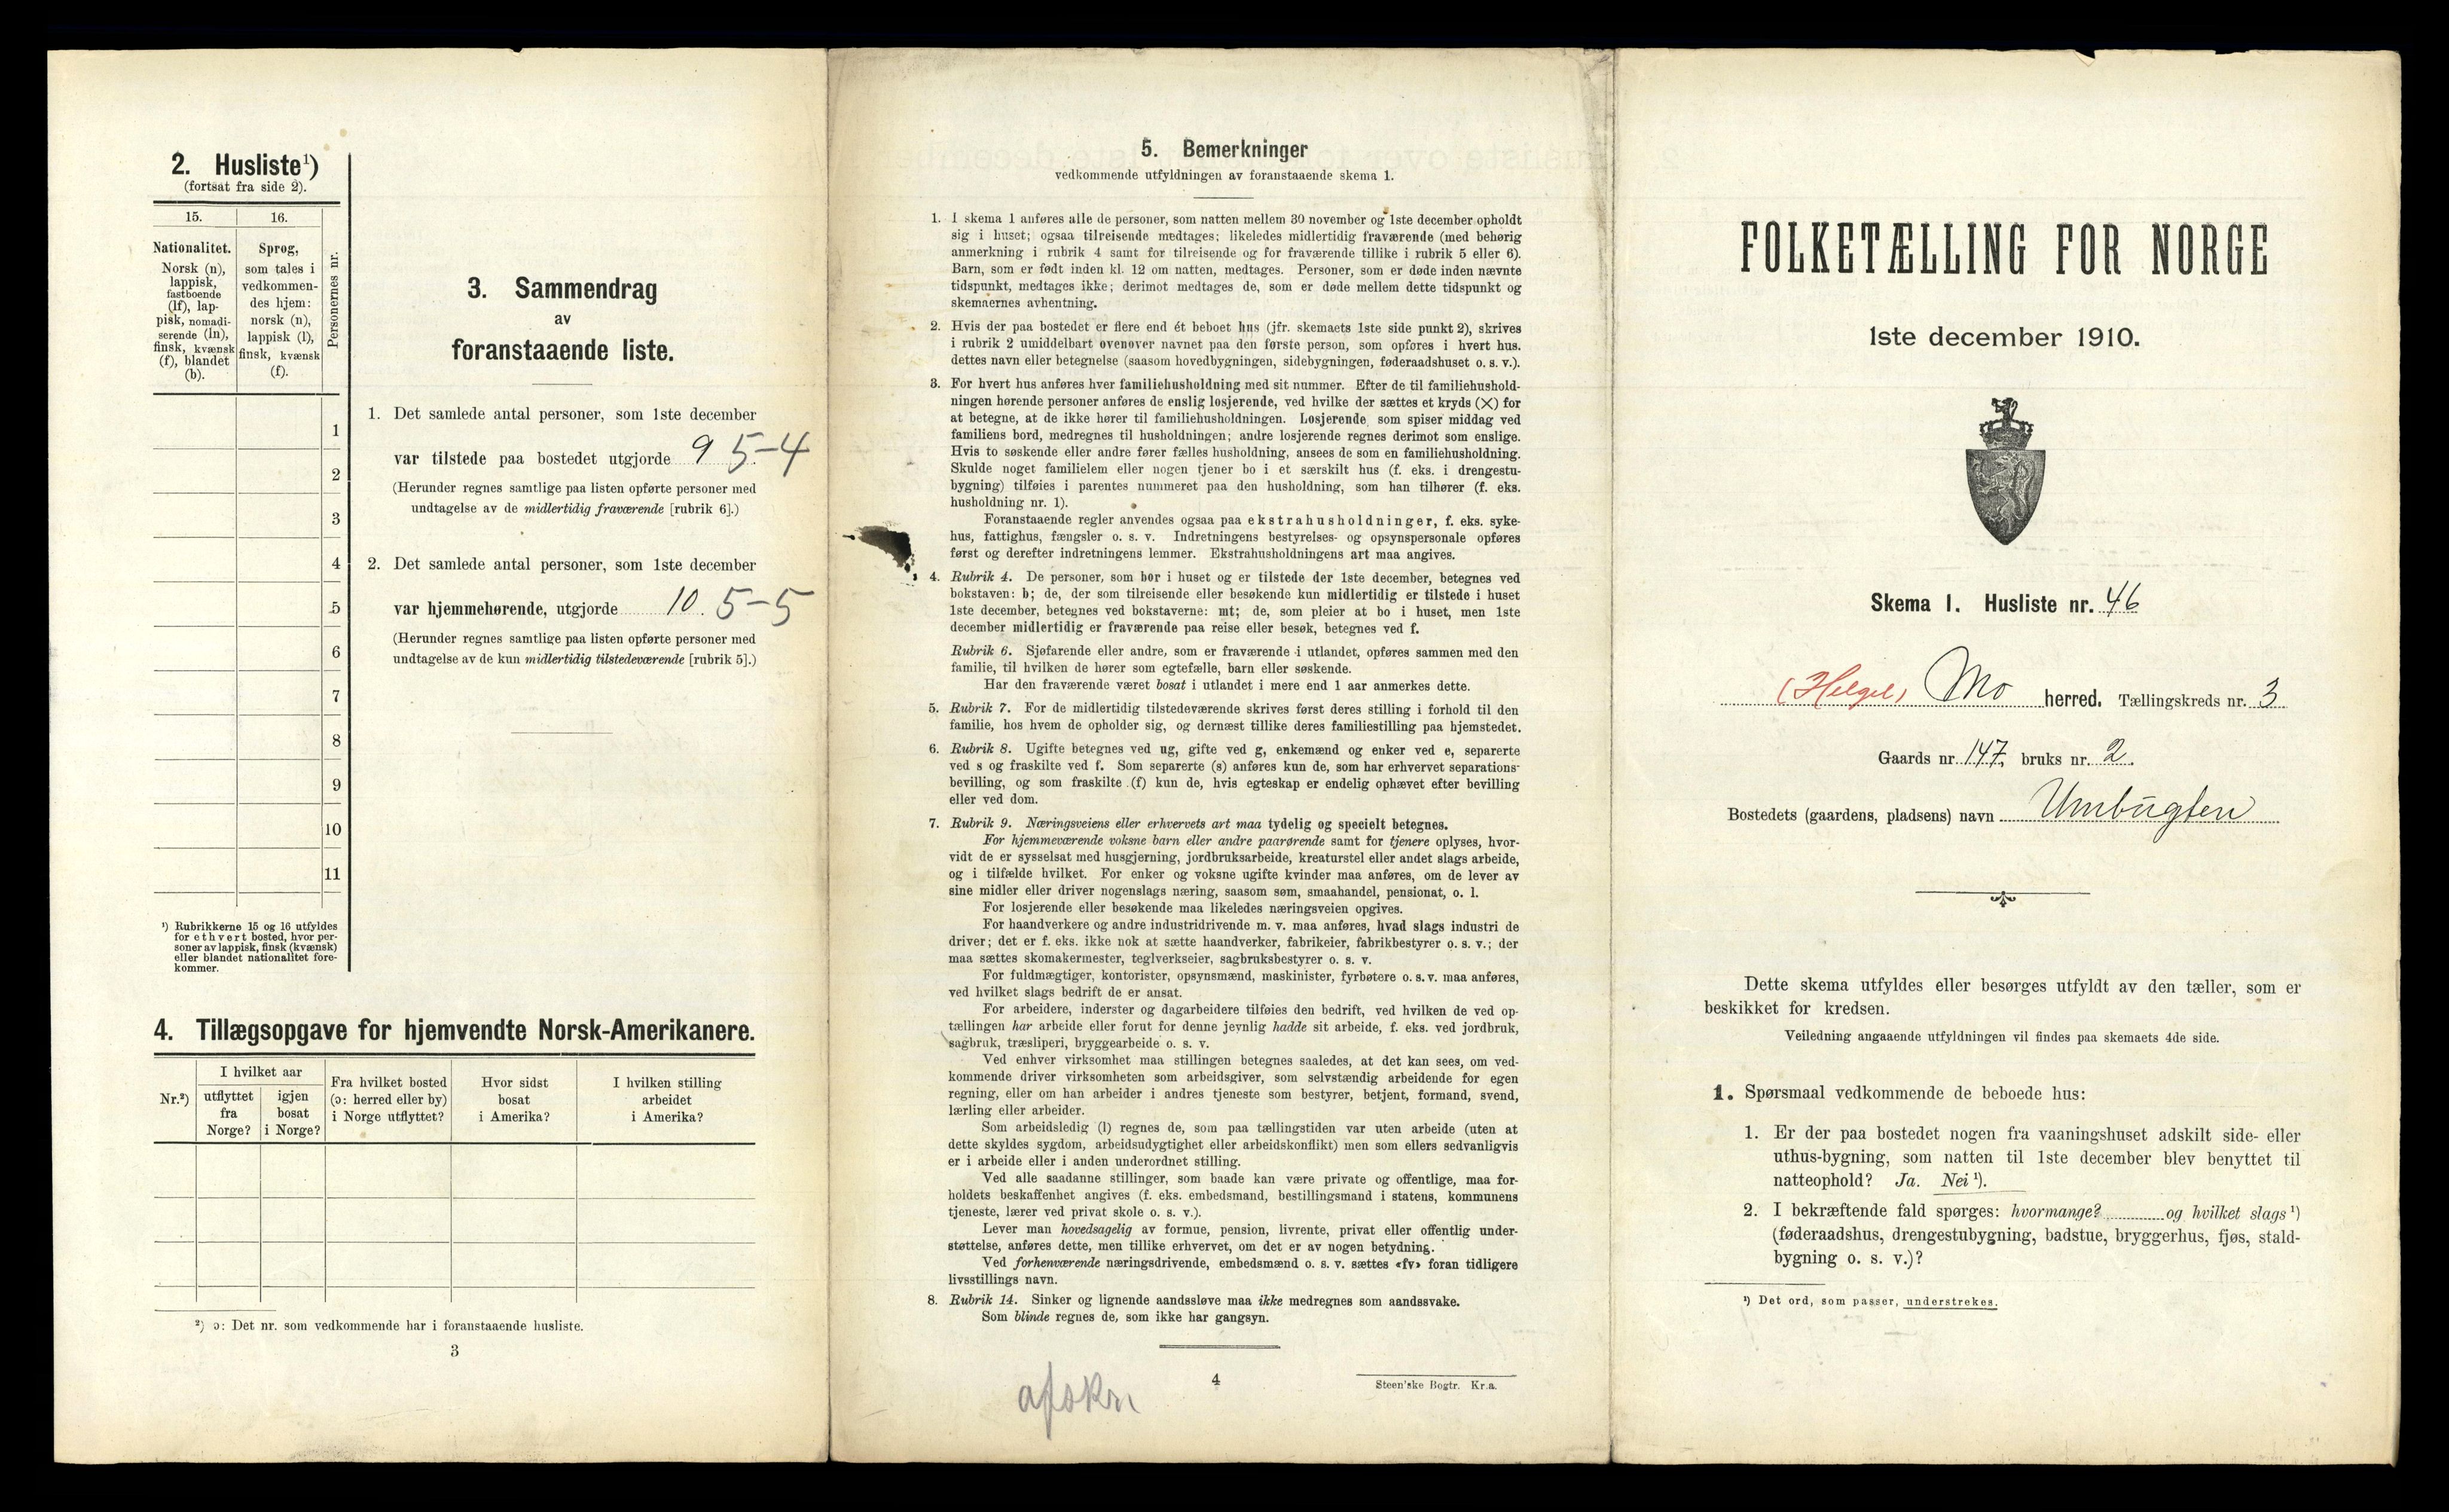 2. Husliste¹)
(fortsat fra side 2).
15. 16.
Nationalitet.
Norsk (n),
lappisk,
fastboende
(lf), lap-
pisk, nomadi-
serende (ln),
finsk, kvænsk
(f), blandet
(b).
Sprog,
som tales i
vedkommen-
des hjem:
norsk (n),
lappisk (l),
finsk, kvænsk
(f).
Personernes nr.
1
2
3
4
5
6
7
8
9
10
11
¹) Rubrikkerne 15 og 16 utfyldes
for ethvert bosted, hvor per-
soner av lappisk, finsk (kvænsk)
eller blandet nationalitet fore-
kommer.
3. Sammendrag
av
foranstaaende liste.
1. Det samlede antal personer, som 1ste december
var tilstede paa bostedet utgjorde 9 5-4
(Herunder regnes samtlige paa listen opførte personer med
undtagelse av de midlertidig fraværende [rubrik 6].)
2. Det samlede antal personer, som 1ste december
var hjemmehørende, utgjorde 10. 5-5
(Herunder regnes samtlige paa listen opførte personer med
undtagelse av de kun midlertidig tilstedeværende [rubrik 5].)
4. Tillægsopgave for hjemvendte Norsk-Amerikanere.
Nr.²)
I hvilket aar
utflyttet
fra
Norge?
igjen
bosat
i Norge?
Fra hvilket bosted
(ɔ: herred eller by)
i Norge utflyttet?
Hvor sidst
bosat
i Amerika?
I hvilken stilling
arbeidet
i Amerika?
²) ɔ: Det nr. som vedkommende har i foranstaaende husliste.
3
5. Bemerkninger
vedkommende utfyldningen av foranstaaende skema 1.
1. I skema 1 anføres alle de personer, som natten mellem 30 november og 1ste december opholdt
sig i huset; ogsaa tilreisende medtages; likeledes midlertidig fraværende (med behørig
anmerkning i rubrik 4 samt for tilreisende og for fraværende tillike i rubrik 5 eller 6).
Barn, som er født inden kl. 12 om natten, medtages. Personer, som er døde inden nævnte
tidspunkt, medtages ikke; derimot medtages de, som er døde mellem dette tidspunkt og
skemaernes avhentning.
2. Hvis der paa bostedet er flere end ét beboet hus (jfr. skemaets 1ste side punkt 2), skrives
i rubrik 2 umiddelbart ovenover navnet paa den første person, som opføres i hvert hus.
dettes navn eller betegnelse (saasom hovedbygningen, sidebygningen, føderaadshuset o. s. v.).
3. For hvert hus anføres hver familiehusholdning med sit nummer. Efter de til familiehushold-
ningen hørende personer anføres de enslig losjerende, ved hvilke der sættes et kryds (×) for
at betegne, at de ikke hører til familiehusholdningen. Losjerende som spiser middag ved
familiens bord, medregnes til husholdningen; andre losjerende regnes derimot som enslige.
Hvis to søskende eller andre fører fælles husholdning, ansees de som en familiehusholdning.
Skulde noget familielem eller nogen tjener bo i et særskilt hus (f. eks. i drengestu-
bygning) tilføies i parentes nummeret paa den husholdning, som han tilhører (f. eks.
husholdning nr. 1).
Foranstaaende regler anvendes ogsaa paa ekstrahusholdninger, f. eks. syke-
hus, fattighus, fængsler o. s. v. Indretningens bestyrelses- og opsynspersonale opføres
først og derefter indretningens lemmer. Ekstrahusholdningens art maa angives.
4. Rubrik 4. De personer, som bor i huset og er tilstede der 1ste december, betegnes ved
bokstaven: b; de, der som tilreisende eller besøkende kun midlertidig er tilstede i huset
1ste december, betegnes ved bokstaverne: mt; de, som pleier at bo i huset, men 1ste
december midlertidig er fraværende paa reise eller besøk, betegnes ved f.
Rubrik 6. Sjøfarende eller andre, som er fraværende i utlandet, opføres sammen med den
familie, til hvilken de hører som egtefælle, barn eller søskende.
Har den fraværende været bosat i utlandet i mere end 1 aar anmerkes dette.
5. Rubrik 7. For de midlertidig tilstedeværende skrives først deres stilling i forhold til den
familie, hos hvem de opholder sig, og dernæst tillike deres familiestilling paa hjemstedet.
6. Rubrik 8. Ugifte betegnes ved ug, gifte ved g, enkemænd og enker ved e, separerte
ved s og fraskilte ved f. Som separerte (s) anføres kun de, som har erhvervet separations-
bevilling, og som fraskilte (f) kun de, hvis egteskap er endelig ophævet efter bevilling
eller ved dom.
7. Rubrik 9. Næringsveiens eller erhvervets art maa tydelig og specielt betegnes.
For hjemmeværende voksne barn eller andre paarørende samt for tjenere oplyses, hvor-
vidt de er sysselsat med husgjerning, jordbruksarbeide, kreaturstel eller andet slags arbeide,
og i tilfælde hvilket. For enker og voksne ugifte kvinder maa anføres, om de lever av
sine midler eller driver nogenslags næring, saasom søm, smaahandel, pensionat, o. l.
For losjerende eller besøkende maa likeledes næringsveien opgives.
For haandverkere og andre industridrivende m. v. maa anføres, hvad slags industri de
driver; det er f. eks. ikke nok at sætte haandverker, fabrikeier, fabrikbestyrer o. s. v.; der
maa sættes skomakermester, teglverkseier, sagbruksbestyrer o. s. v.
For fuldmægtiger, kontorister, opsynsmænd, maskinister, fyrbøtere o. s. v. maa anføres,
ved hvilket slags bedrift de er ansat.
For arbeidere, inderster og dagarbeidere tilføies den bedrift, ved hvilken de ved op-
tællingen har arbeide eller forut for denne jevnlig hadde sit arbeide, f. eks. ved jordbruk,
sagbruk, træsliperi, bryggearbeide o. s. v.
Ved enhver virksomhet maa stillingen betegnes saaledes, at det kan sees, om ved-
kommende driver virksomheten som arbeidsgiver, som selvstændig arbeidende for egen
regning, eller om han arbeider i andres tjeneste som bestyrer, betjent, formand, svend,
lærling eller arbeider.
Som arbeidsledig (l) regnes de, som paa tællingstiden var uten arbeide (uten at
dette skyldes sygdom, arbeidsudygtighet eller arbeidskonflikt) men som ellers sedvanligvis
er i arbeide eller i anden underordnet stilling.
Ved alle saadanne stillinger, som baade kan være private og offentlige, maa for-
holdets beskaffenhet angives (f. eks. embedsmand, bestillingsmand i statens, kommunens
tjeneste, lærer ved privat skole o. s. v.).
Lever man hovedsagelig av formue, pension, livrente, privat eller offentlig under-
støttelse, anføres dette, men tillike erhvervet, om det er av nogen betydning.
Ved forhenværende næringsdrivende, embedsmænd o. s. v. sættes «fv» foran tidligere
livsstillings navn.
8. Rubrik 14. Sinker og lignende aandssløve maa ikke medregnes som aandssvake.
Som blinde regnes de, som ikke har gangsyn.
4
Steen'ske Bogtr. Kr.a.
afskr.
FOLKETÆLLING FOR NORGE
1ste december 1910.
Skema 1. Husliste nr. 46
(Helgel) Mo herred. Tællingskreds nr. 3
Gaards nr. 147, bruks nr. 2.
Bostedets (gaardens, pladsens) navn Umbugten
Dette skema utfyldes eller besørges utfyldt av den tæller, som er
beskikket for kredsen.
Veiledning angaaende utfyldningen vil findes paa skemaets 4de side.
1. Spørsmaal vedkommende de beboede hus:
1. Er der paa bostedet nogen fra vaaningshuset adskilt side- eller
uthus-bygning, som natten til 1ste december blev benyttet til
natteophold? Ja. Nei ¹).
2. I bekræftende fald spørges: hvormange? og hvilket slags ¹)
(føderaadshus, drengestubygning, badstue, bryggerhus, fjøs, stald-
bygning o. s. v.)?
¹) Det ord, som passer, understrekes.